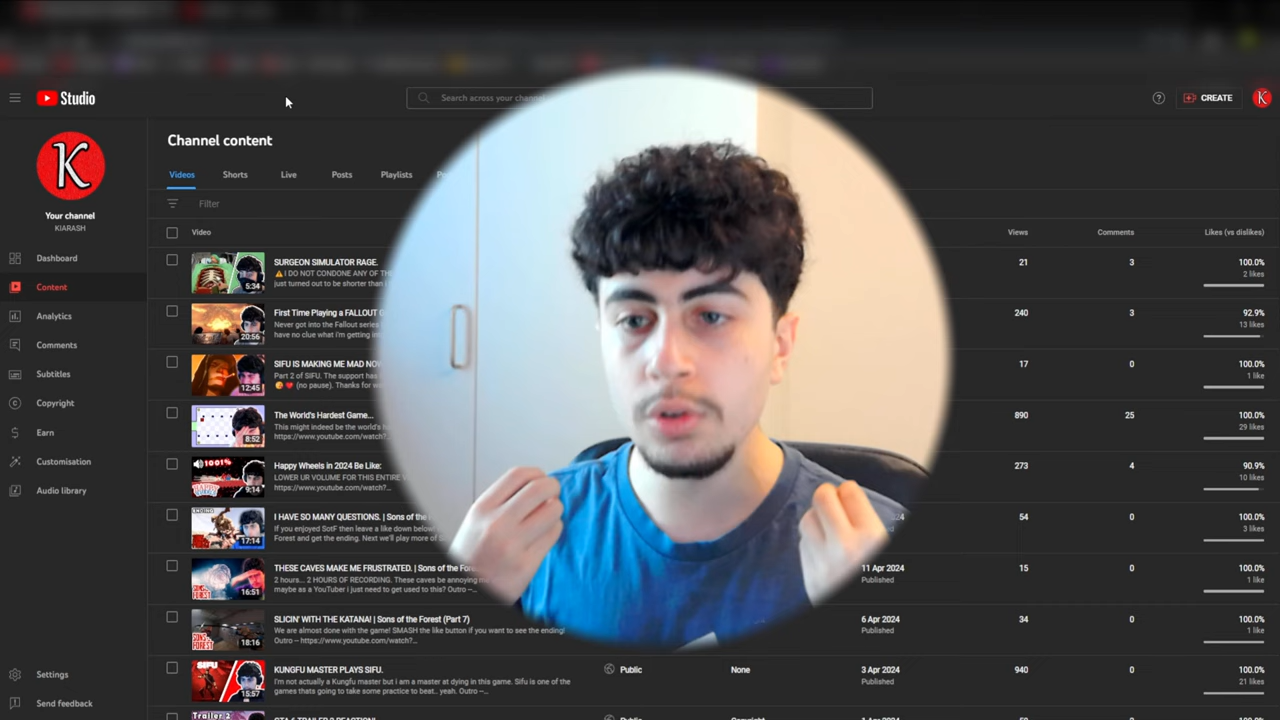 Studio
Search across your chann
?
CREATE
K
K
Your channel
KIARASH
Dashboard
Content
Analytics
Comments
Subtitles
Copyright
Earn
Customisation
Audio library
Settings
Send feedback
Channel content
Videos Shorts Live Posts Playlists
Filter
Video Views Comments Likes (vs dislikes)
5:34
SURGEON SIMULATOR RAGE.
I DO NOT CONDONE ANY OF TH
just turned out to be shorter than
21 3 100.0%
2 likes
20:56
First Time Playing a FALLOUT G
Never got into the Fallout series
have no clue what i'm getting in
240 3 92.9%
13 likes
12:45
SIFU IS MAKING ME MAD NO
Part 2 of SIFU. The support has
(no pause). Thanks for w
17 0 100.0%
1 like
8:52
The World's Hardest Game...
This might indeed be the world's h
https://www.youtube.com/watch?...
890 25 100.0%
29 likes
1001%
9:14
Happy Wheels in 2024 Be Like:
LOWER UR VOLUME FOR THIS ENTIRE
https://www.youtube.com/watch?...
273 4 90.9%
10 likes
17:14
I HAVE SO MANY QUESTIONS. | Sons of the
If you enjoyed SotF then leave a like down below
Forest and get the ending. Next we'll play more of S
24
54 0 100.0%
3 likes
16:51
THESE CAVES MAKE ME FRUSTRATED. | Sons of the Fore
2 hours... 2 HOURS OF RECORDING. These caves be annoying m
maybe as a YouTuber i just need to get used to this? Outro –...
11 Apr 2024
Published
15 0 100.0%
1 like
18:16
SLICIN' WITH THE KATANA! | Sons of the Forest (Part 7)
We are almost done with the game! SMASH the like button if you want to see the ending!
Outro – https://www.youtube.com/watch?...
6 Apr 2024
Published
34 0 100.0%
1 like
SIFU
15:57
KUNGFU MASTER PLAYS SIFU.
I'm not actually a Kungfu master but i am a master at dying in this game. Sifu is one of the
games thats going to take some practice to beat.. yeah. Outro –...
Public None 3 Apr 2024
Published
940 0 100.0%
21 likes
Trailer 2